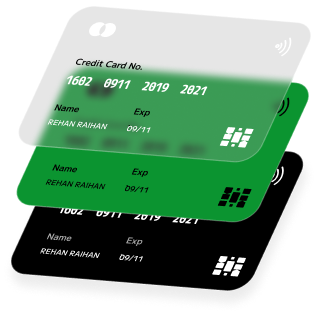 Credit Card No.
1602 0911 2019 2021
Name Exp
REHAN RAIHAN 09/11
Name Exp
REHAN RAIHAN 09/11
1602 0911 2019 2021
Name Exp
REHAN RAIHAN 09/11